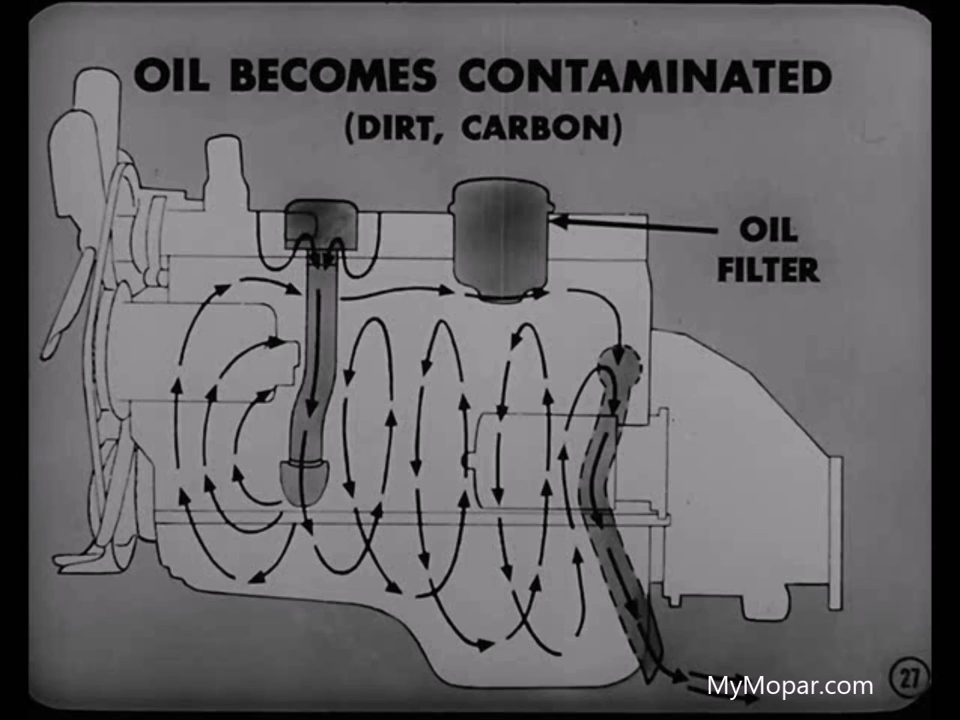 OIL BECOMES CONTAMINATED
(DIRT, CARBON)
OIL
FILTER
27
MyMopar.com